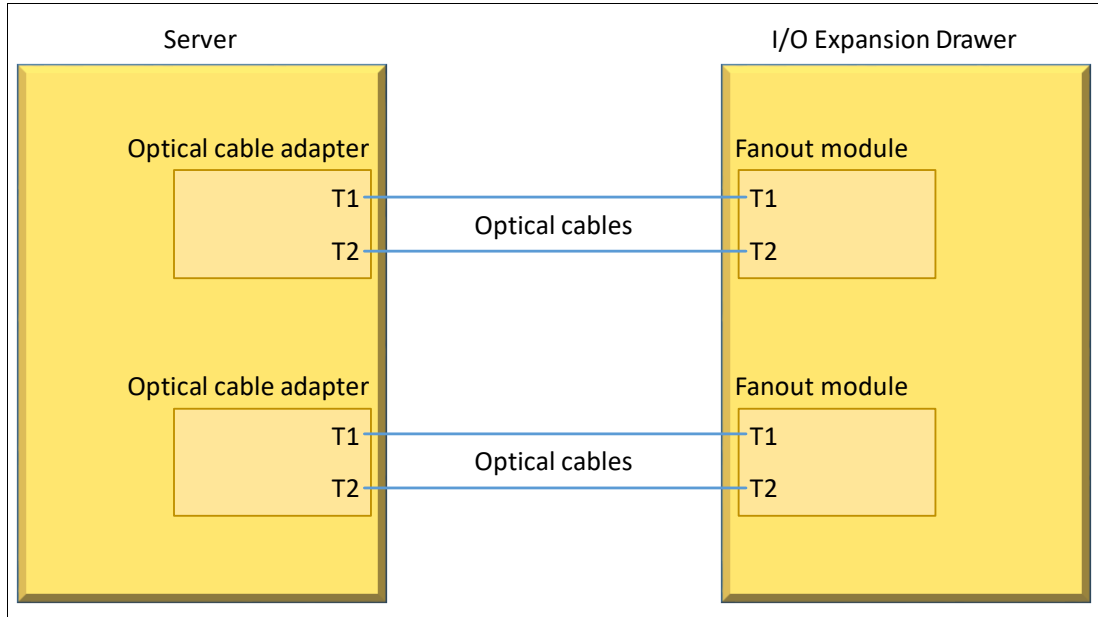 Server
I/O Expansion Drawer
Optical cable adapter
Fanout module
T1
T1
Optical cables
T2
T2
Optical cable adapter
Fanout module
T1
T1
Optical cables
T2
T2